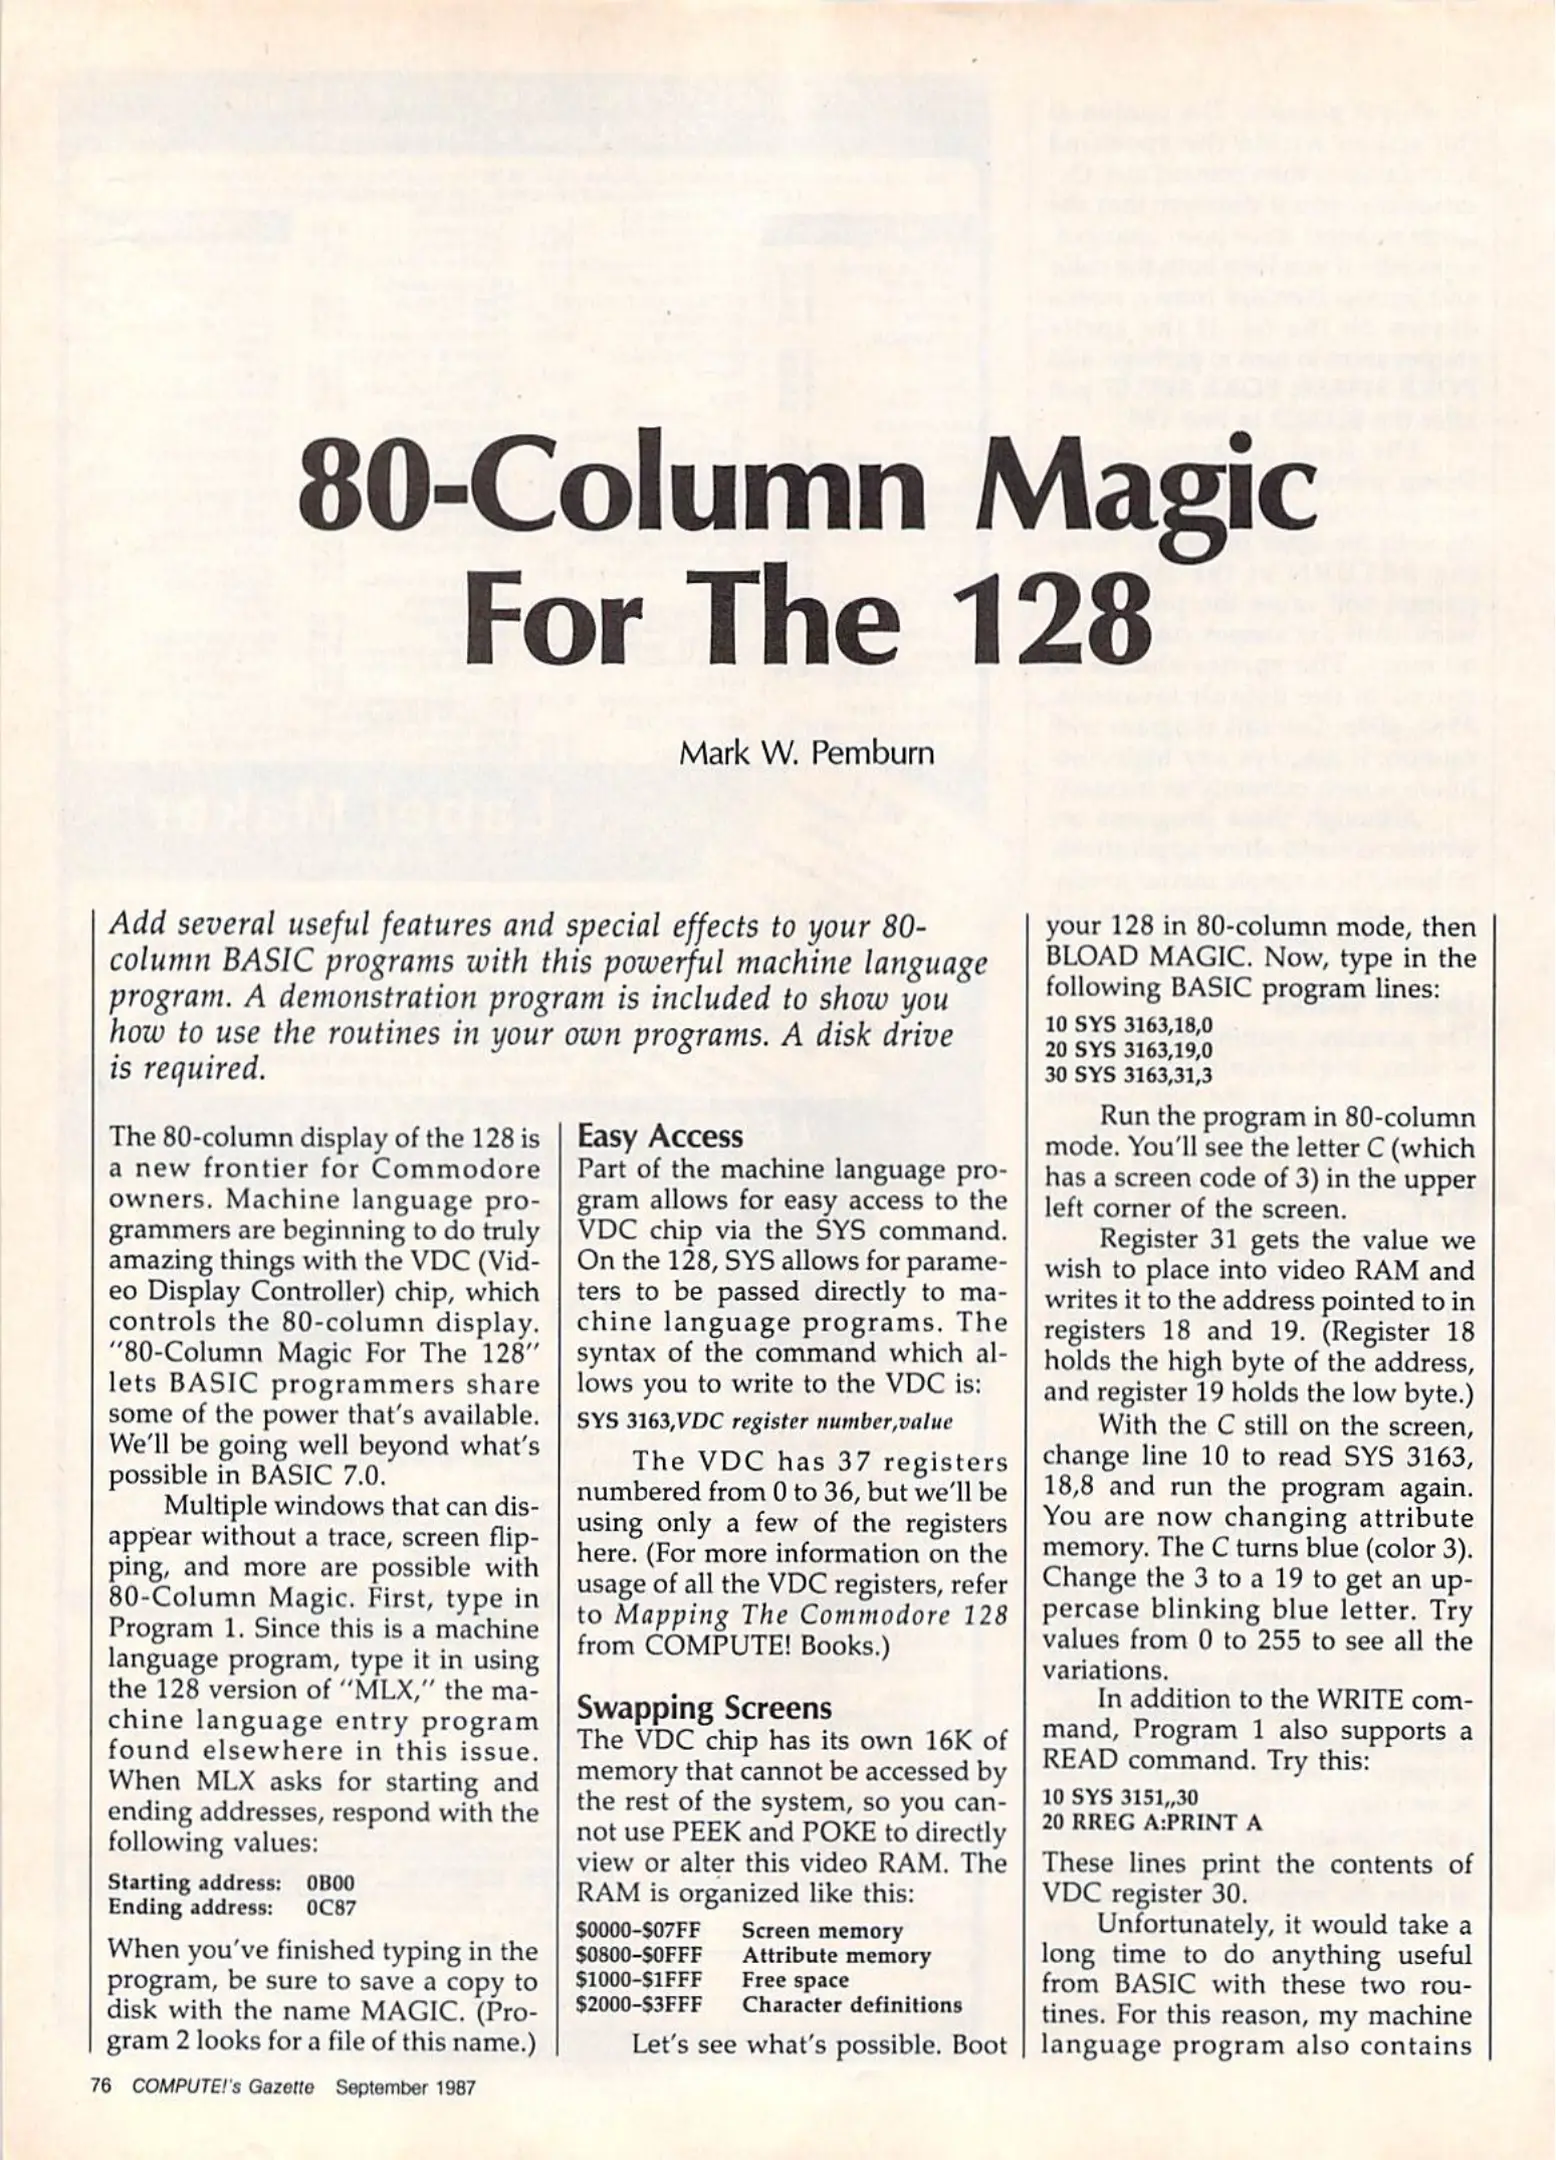 80-Column Magic
For The 128
Mark W. Pemburn
Add several useful features and special effects to your 80-
column BASIC programs with this powerful machine language
program. A demonstration program is included to show you
how to use the routines in your own programs. A disk drive
is required.
The 80-column display of the 128 is
a new frontier for Commodore
owners. Machine language pro-
grammers are beginning to do truly
amazing things with the VDC (Vid-
eo Display Controller) chip, which
controls the 80-column display.
"80-Column Magic For The 128"
lets BASIC programmers share
some of the power that's available.
We'll be going well beyond what's
possible in BASIC 7.0.
Multiple windows that can dis-
appear without a trace, screen flip-
ping, and more are possible with
80-Column Magic. First, type in
Program 1. Since this is a machine
language program, type it in using
the 128 version of "MLX," the ma-
chine language entry program
found elsewhere in this issue.
When MLX asks for starting and
ending addresses, respond with the
following values:
Starting address: 0B00
Ending address: 0C87
When you've finished typing in the
program, be sure to save a copy to
disk with the name MAGIC. (Pro-
gram 2 looks for a file of this name.)
Easy Access
Part of the machine language pro-
gram allows for easy access to the
VDC chip via the SYS command.
On the 128, SYS allows for parame-
ters to be passed directly to ma-
chine language programs. The
syntax of the command which al-
lows you to write to the VDC is:
SYS 3163,VDC register number,value
The VDC has 37 registers
numbered from 0 to 36, but we'll be
using only a few of the registers
here. (For more information on the
usage of all the VDC registers, refer
to Mapping The Commodore 128
from COMPUTE! Books.)
Swapping Screens
The VDC chip has its own 16K of
memory that cannot be accessed by
the rest of the system, so you can-
not use PEEK and POKE to directly
view or alter this video RAM. The
RAM is organized like this:
$0000-$07FF Screen memory
$0800-$0FFF Attribute memory
$1000-$1FFF Free space
$2000-$3FFF Character definitions
Let's see what's possible. Boot
your 128 in 80-column mode, then
BLOAD MAGIC. Now, type in the
following BASIC program lines:
10 SYS 3163,18,0
20 SYS 3163,19,0
30 SYS 3163,31,3
Run the program in 80-column
mode. You'll see the letter C (which
has a screen code of 3) in the upper
left corner of the screen.
Register 31 gets the value we
wish to place into video RAM and
writes it to the address pointed to in
registers 18 and 19. (Register 18
holds the high byte of the address,
and register 19 holds the low byte.)
With the C still on the screen,
change line 10 to read SYS 3163,
18,8 and run the program again.
You are now changing attribute
memory. The C turns blue (color 3).
Change the 3 to a 19 to get an up-
percase blinking blue letter. Try
values from 0 to 255 to see all the
variations.
In addition to the WRITE com-
mand, Program 1 also supports a
READ command. Try this:
10 SYS 3151,,30
20 RREG A:PRINT A
These lines print the contents of
VDC register 30.
Unfortunately, it would take a
long time to do anything useful
from BASIC with these two rou-
tines. For this reason, my machine
language program also contains
76 COMPUTE!'s Gazette September 1987